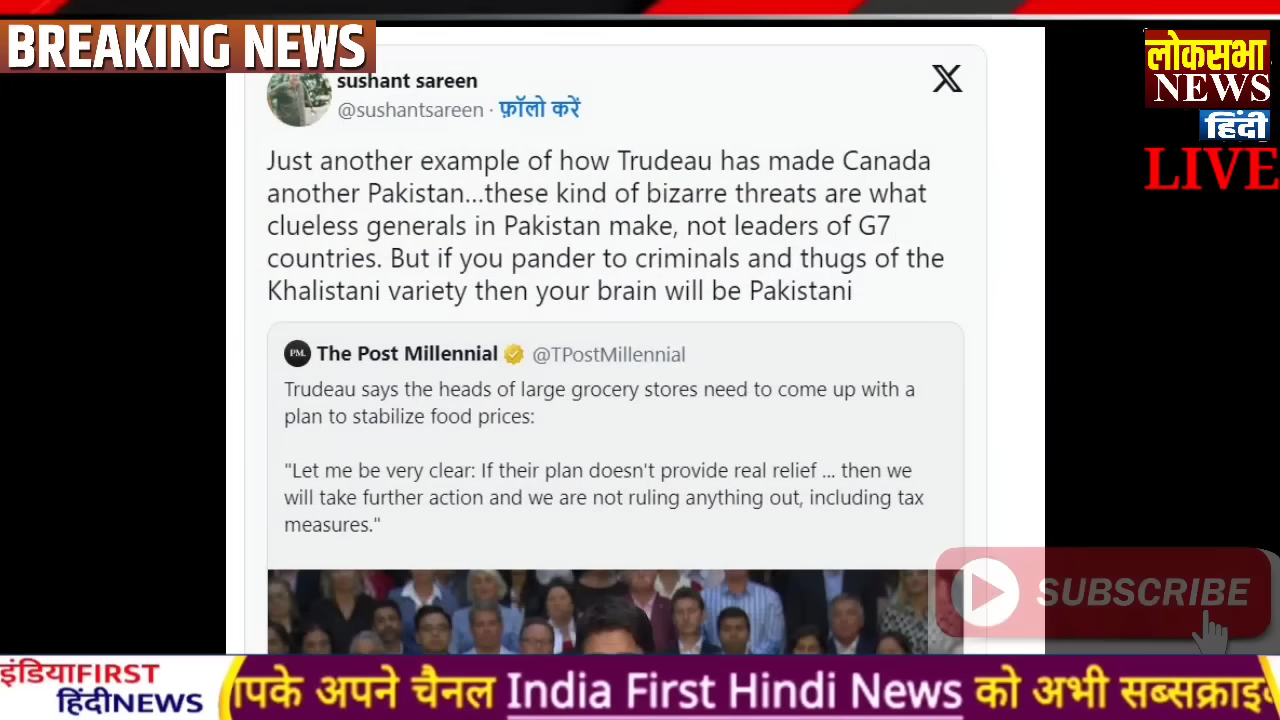 BREAKING NEWS
लोकसभा
NEWS
हिंदी
LIVE
sushant sareen
@sushantsareen · फ़ॉलो करें
Just another example of how Trudeau has made Canada
another Pakistan...these kind of bizarre threats are what
clueless generals in Pakistan make, not leaders of G7
countries. But if you pander to criminals and thugs of the
Khalistani variety then your brain will be Pakistani
PM. The Post Millennial @TPostMillennial
Trudeau says the heads of large grocery stores need to come up with a
plan to stabilize food prices:
"Let me be very clear: If their plan doesn't provide real relief ... then we
will take further action and we are not ruling anything out, including tax
measures."
SUBSCRIBE
इंडियाFIRST
हिंदीNEWS
अपने चैनल India First Hindi News को अभी